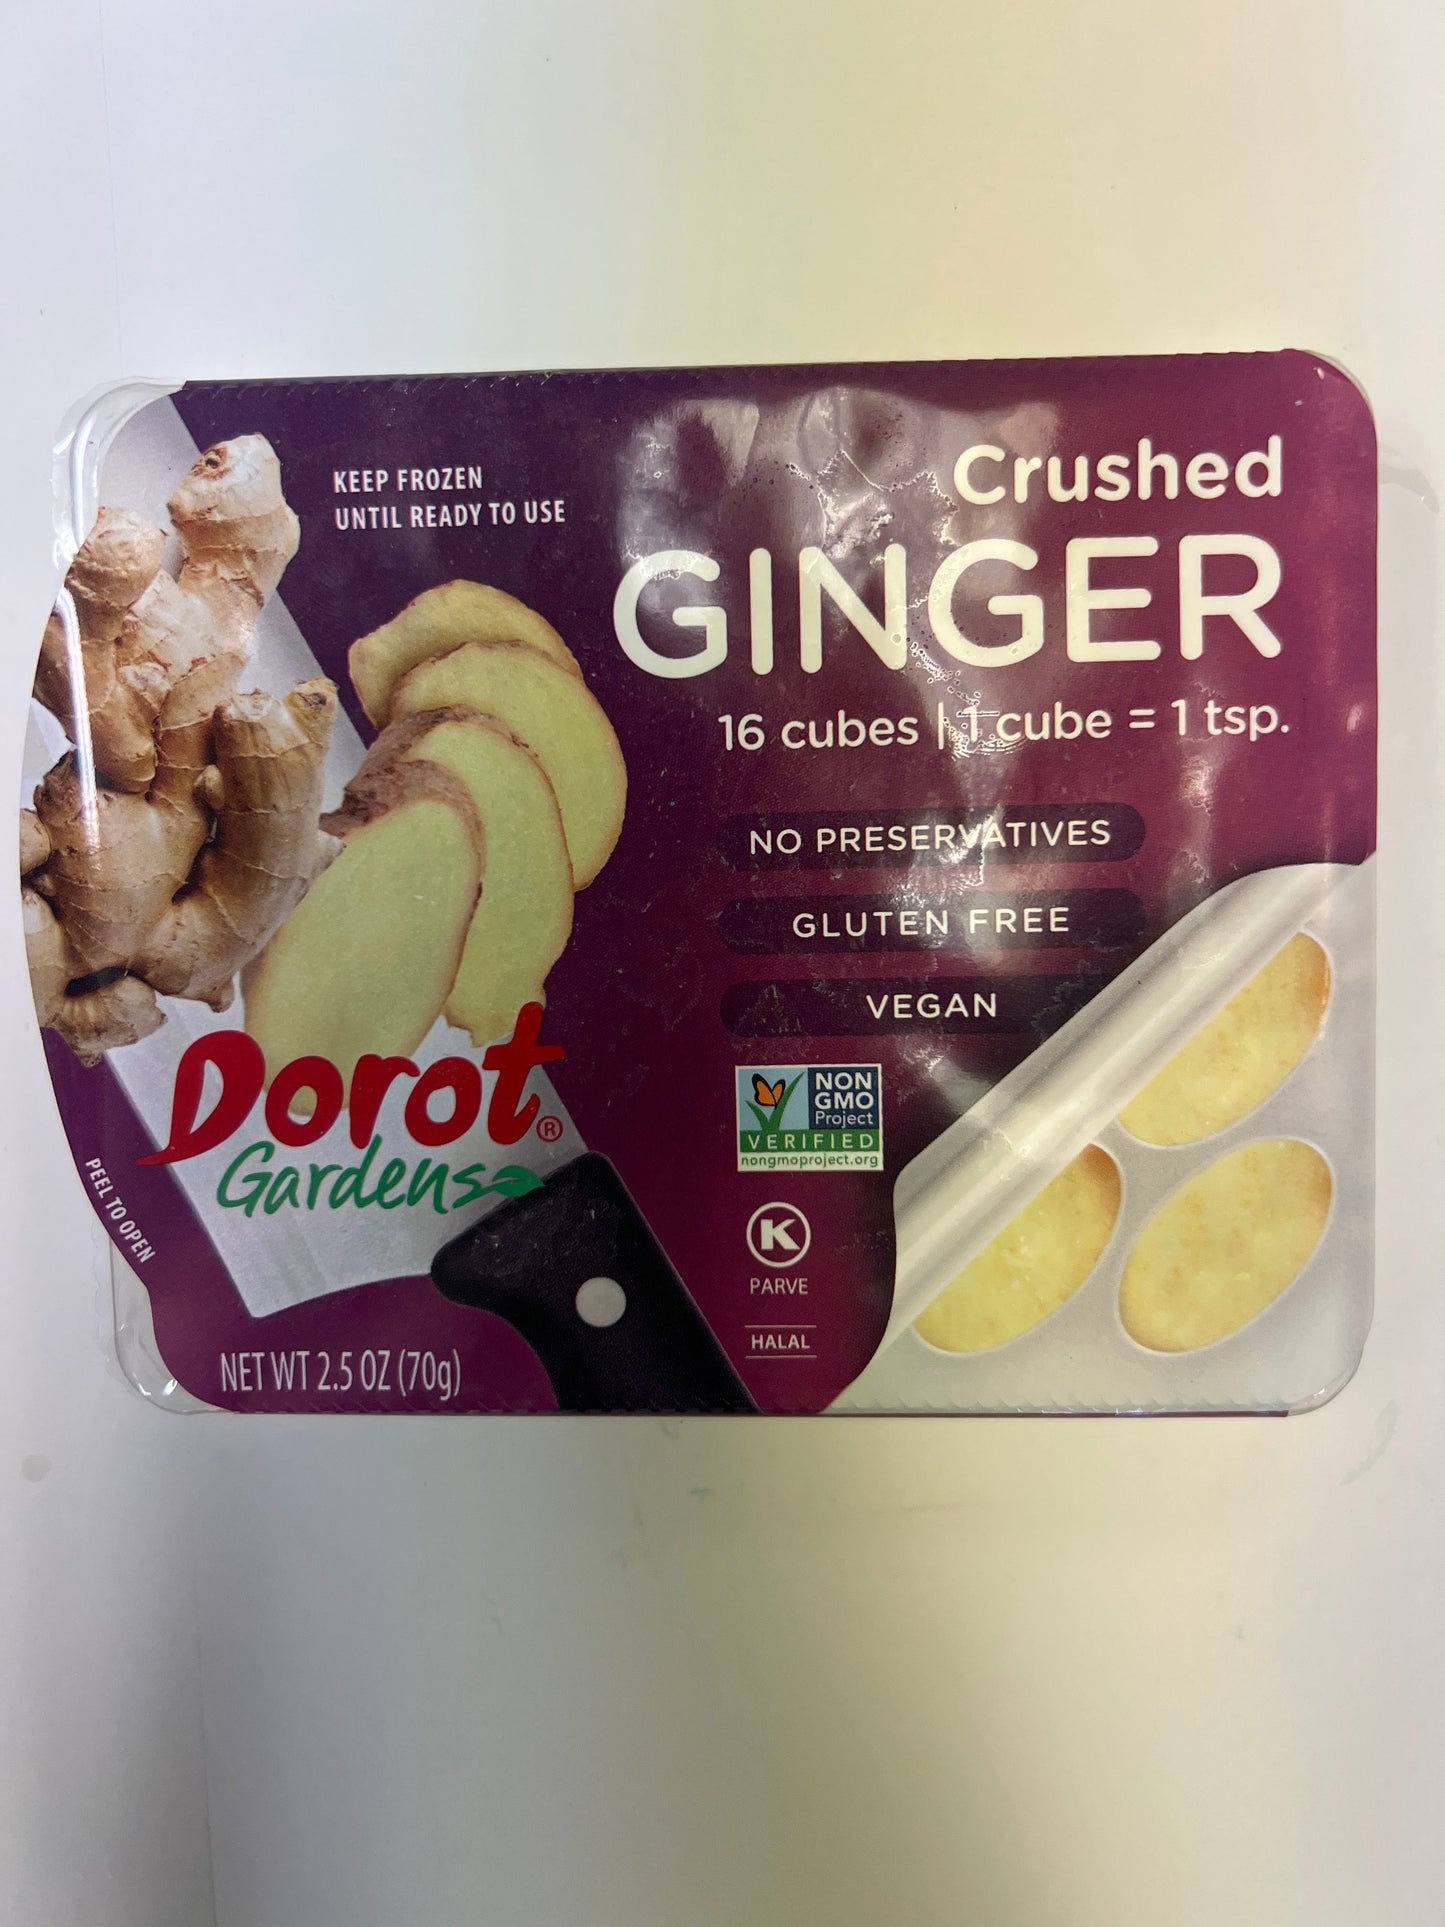 KEEP FROZEN
UNTIL READY TO USE
Crushed
GINGER
16 cubes | 1 cube = 1 tsp.
NO PRESERVATIVES
GLUTEN FREE
VEGAN
Dorot®
Gardens
PEEL TO OPEN
NON
GMO
Project
VERIFIED
nongmoproject.org
K
PARVE
HALAL
NET WT 2.5 OZ (70g)